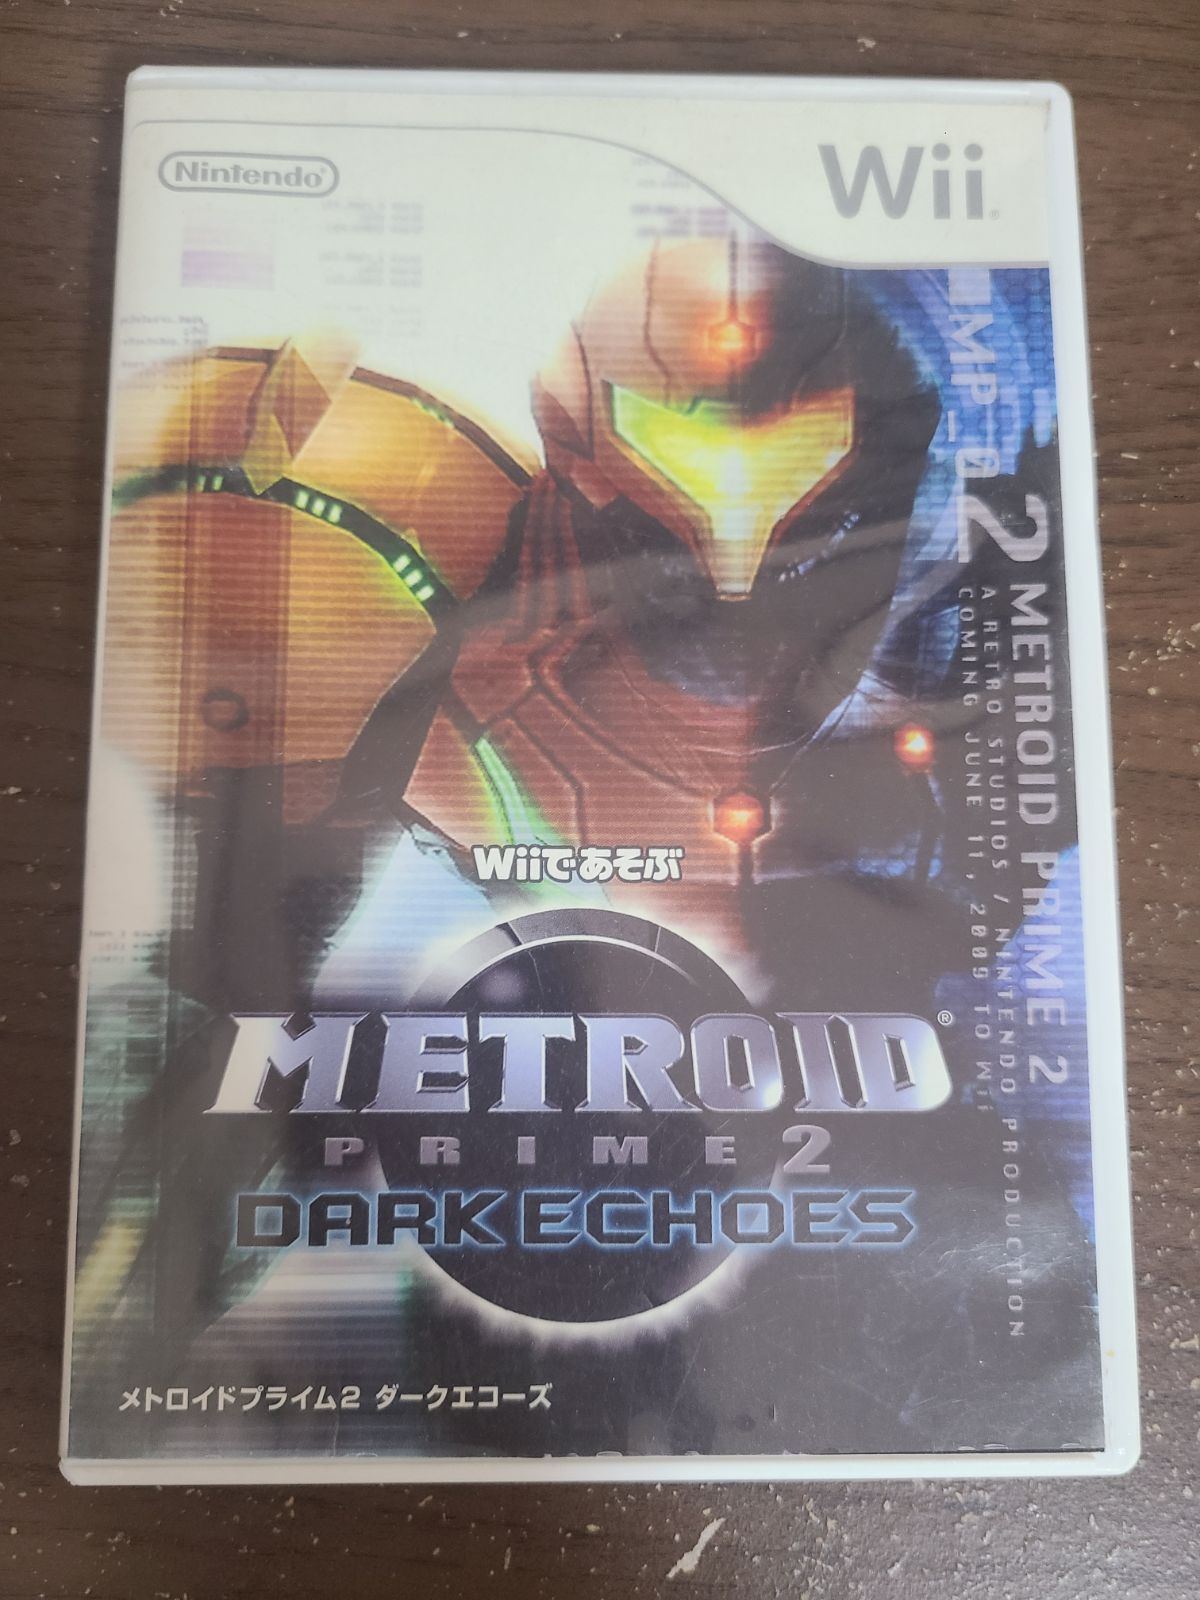 Nintendo®
Wii®
MP_02
2 METROID PRIME 2
A RETRO STUDIOS / NINTENDO PRODUCTION
COMING JUNE 11, 2009 TO Wii
Wiiであそぶ
METROID®
PRIME 2
DARK ECHOES
メトロイドプライム2 ダークエコーズ